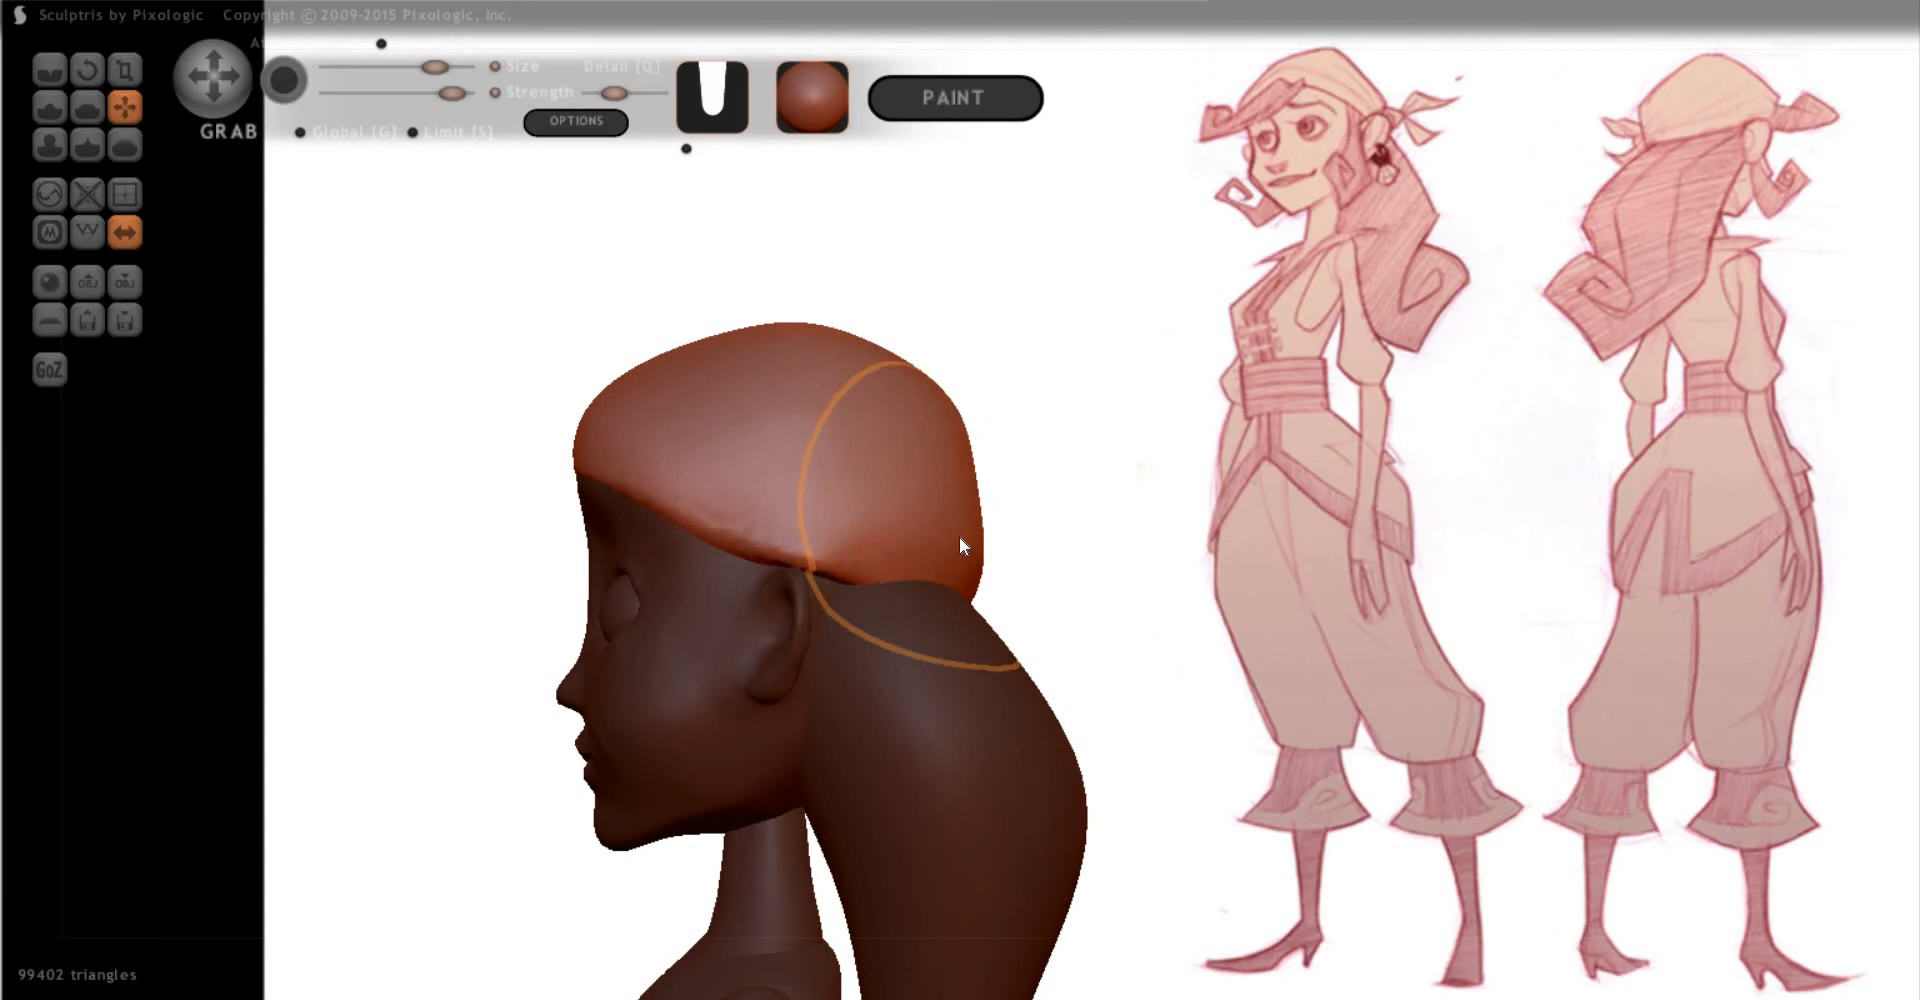 Sculptris by Pixologic Copyright © 2009-2015 Pixologic, Inc.
Size Detail [Q]
Strength
PAINT
OPTIONS
GRAB Global [G] Limit [S]
OBJ OBJ
GoZ
99402 triangles